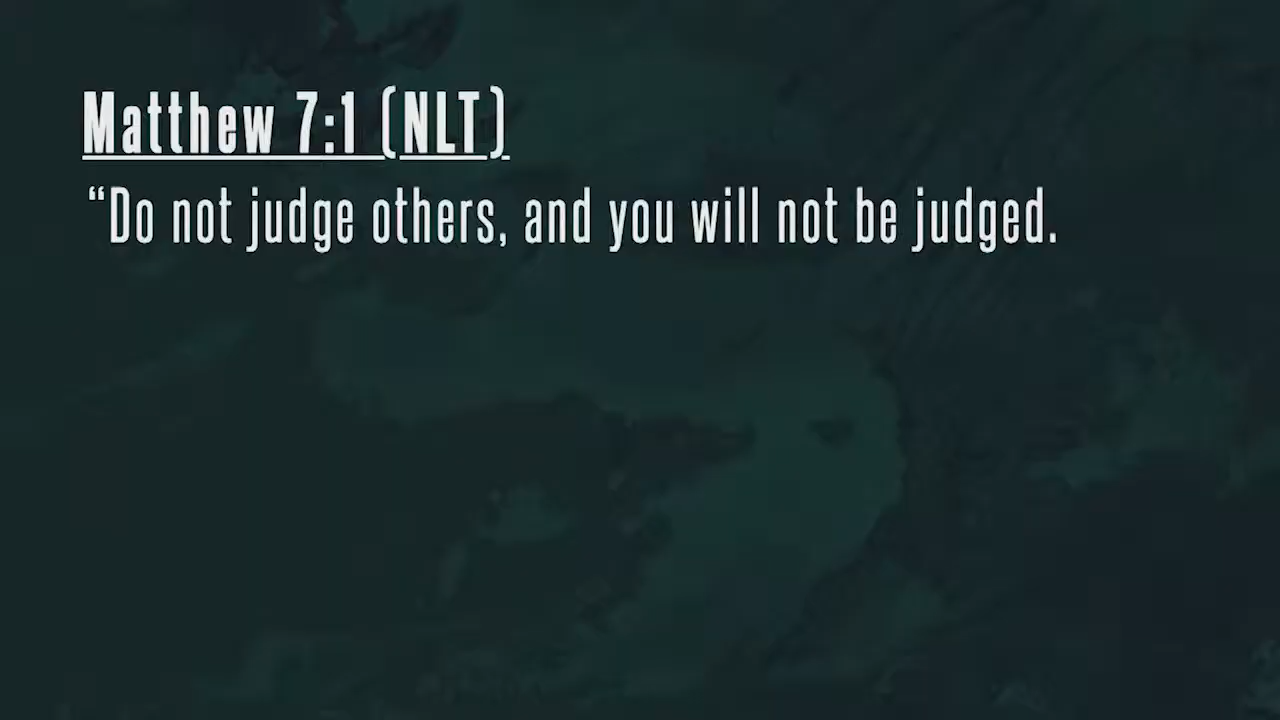 Matthew 7:1 (NLT)
“Do not judge others, and you will not be judged.